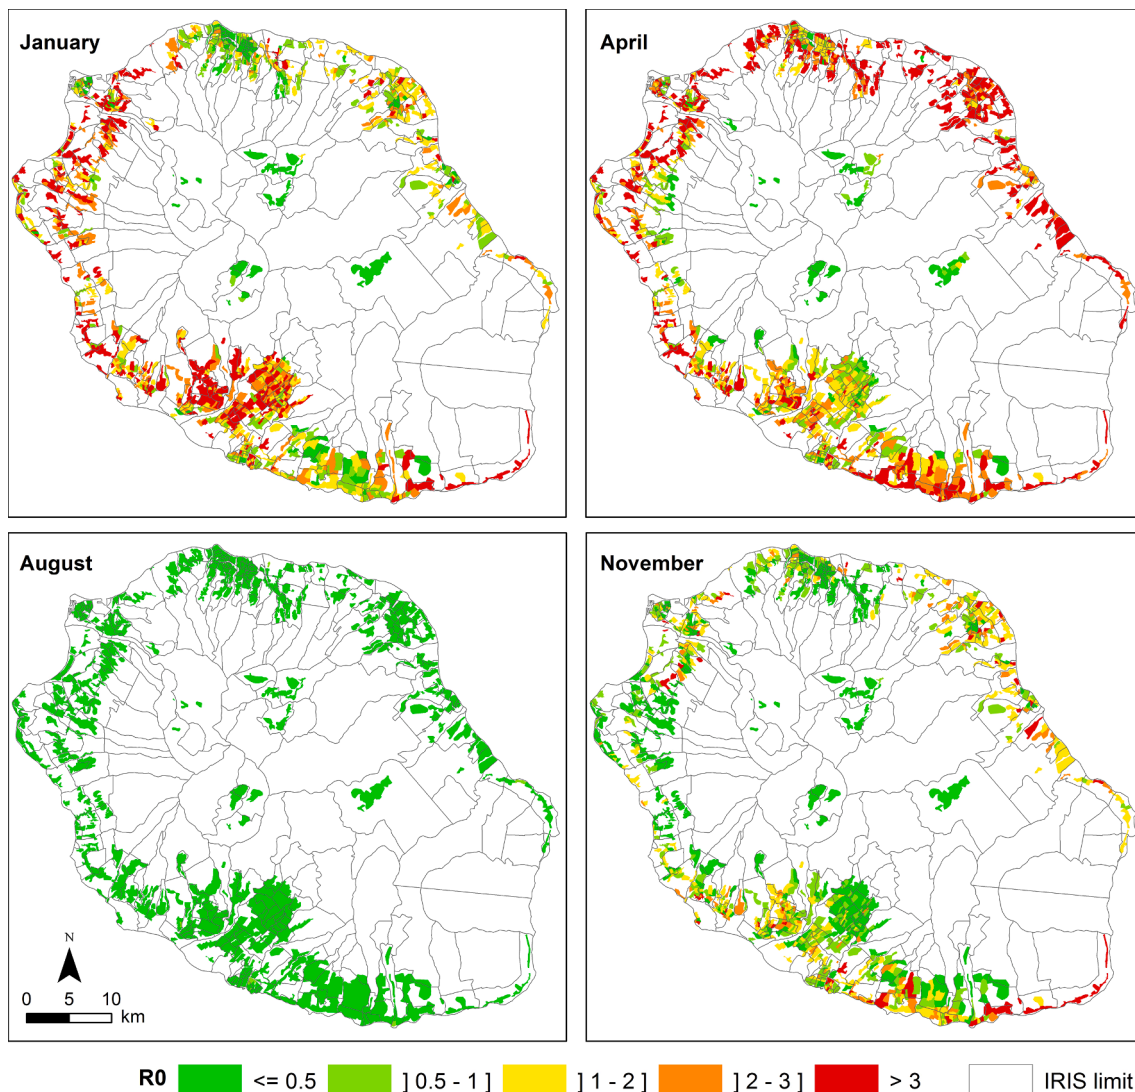 January
April
August
November
N
0 5 10
km
R0 <= 0.5 ] 0.5 - 1 ] ] 1 - 2 ] ] 2 - 3 ] > 3 IRIS limit